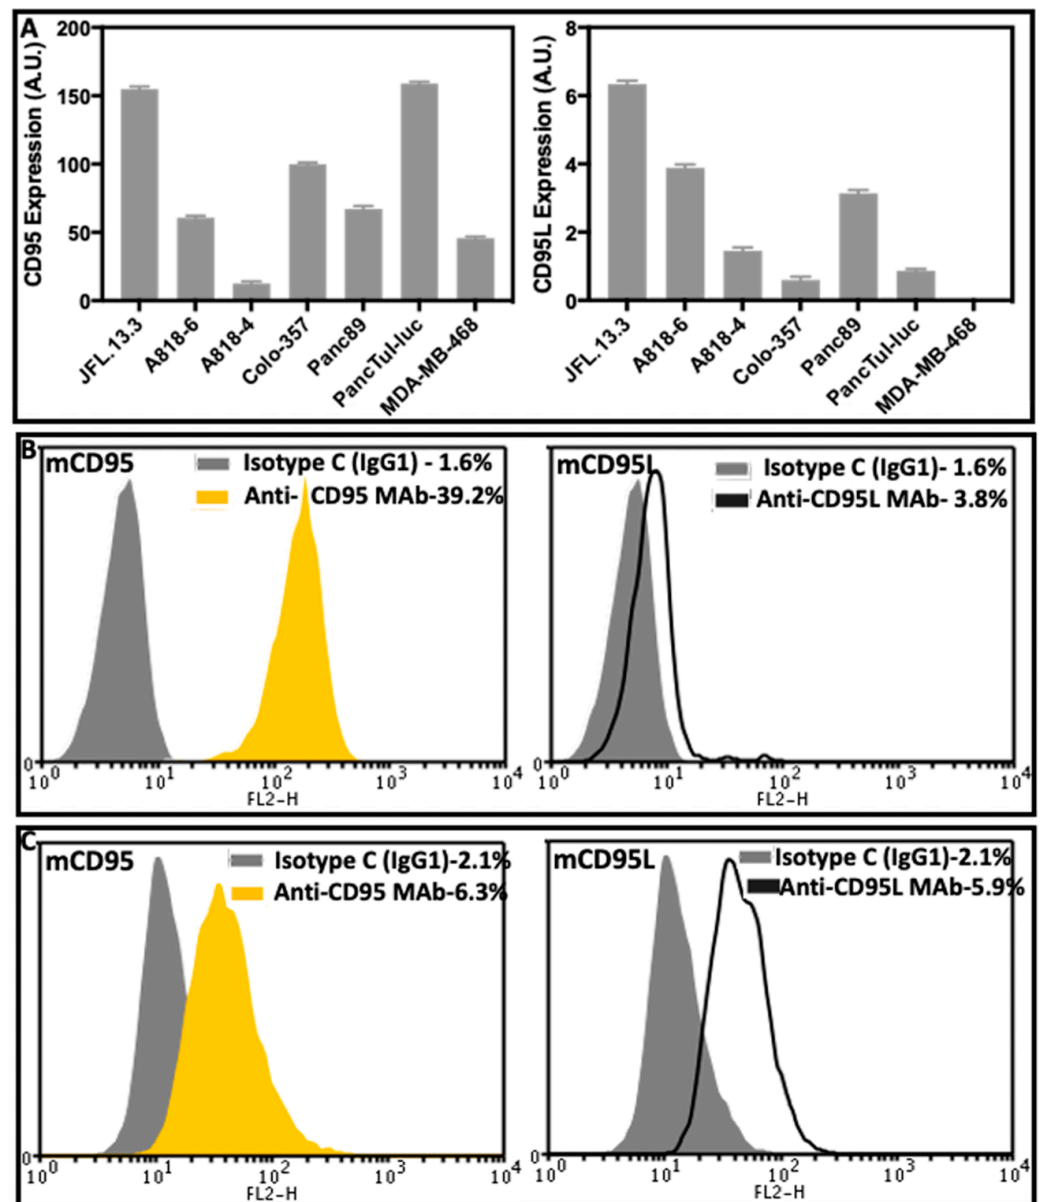 A
CD95 Expression (A.U.)
200
150
100
50
0
JFL.13.3
A818-6
A818-4
Colo-357
Panc89
PancTul-luc
MDA-MB-468
CD95L Expression (A.U.)
8
6
4
2
0
JFL.13.3
A818-6
A818-4
Colo-357
Panc89
PancTul-luc
MDA-MB-468
B
mCD95
Isotype C (IgG1) - 1.6%
Anti- CD95 MAb-39.2%
0
10^0 10^1 10^2 10^3 10^4
FL2-H
mCD95L
Isotype C (IgG1)- 1.6%
Anti-CD95L MAb- 3.8%
0
10^0 10^1 10^2 10^3 10^4
FL2-H
C
mCD95
Isotype C (IgG1)-2.1%
Anti-CD95 MAb-6.3%
0
10^0 10^1 10^2 10^3 10^4
FL2-H
mCD95L
Isotype C (IgG1)-2.1%
Anti-CD95L MAb-5.9%
0
10^0 10^1 10^2 10^3 10^4
FL2-H